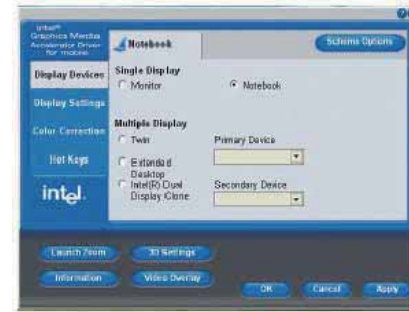 Intel®
Graphics Media
Accelerator Driver
for mobile
Notebook
Scheme Options
Display Devices
Display Settings
Color Correction
Hot Keys
intel.
Single Display
Monitor
Notebook
Multiple Display
Twin
Primary Device
Extended
Desktop
Intel(R) Dual
Display Clone
Secondary Device
Launch Zoom
3D Settings
Information
Video Overlay
OK
Cancel
Apply